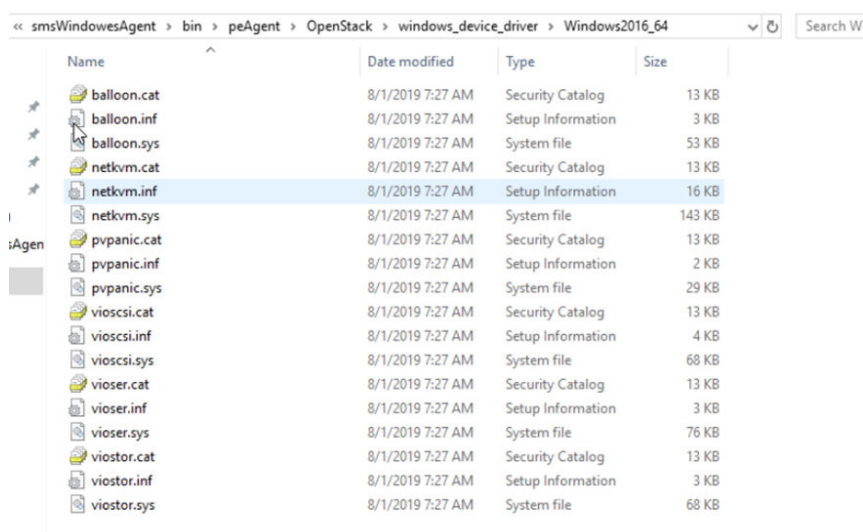 « smsWindowesAgent > bin > peAgent > OpenStack > windows_device_driver > Windows2016_64 Search W
Name Date modified Type Size
balloon.cat 8/1/2019 7:27 AM Security Catalog 13 KB
balloon.inf 8/1/2019 7:27 AM Setup Information 3 KB
balloon.sys 8/1/2019 7:27 AM System file 53 KB
netkvm.cat 8/1/2019 7:27 AM Security Catalog 13 KB
netkvm.inf 8/1/2019 7:27 AM Setup Information 16 KB
netkvm.sys 8/1/2019 7:27 AM System file 143 KB
sAgen pvpanic.cat 8/1/2019 7:27 AM Security Catalog 13 KB
pvpanic.inf 8/1/2019 7:27 AM Setup Information 2 KB
pvpanic.sys 8/1/2019 7:27 AM System file 29 KB
vioscsi.cat 8/1/2019 7:27 AM Security Catalog 13 KB
vioscsi.inf 8/1/2019 7:27 AM Setup Information 4 KB
vioscsi.sys 8/1/2019 7:27 AM System file 68 KB
vioser.cat 8/1/2019 7:27 AM Security Catalog 13 KB
vioser.inf 8/1/2019 7:27 AM Setup Information 3 KB
vioser.sys 8/1/2019 7:27 AM System file 76 KB
viostor.cat 8/1/2019 7:27 AM Security Catalog 13 KB
viostor.inf 8/1/2019 7:27 AM Setup Information 3 KB
viostor.sys 8/1/2019 7:27 AM System file 68 KB